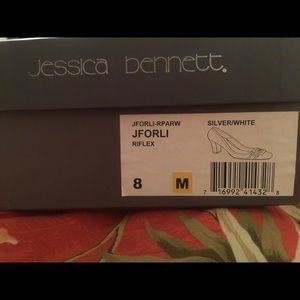 jessica bennett.
JFORLI-RPARW SILVER/WHITE
JFORLI
RIFLEX
8 M
7 16992 41432 8